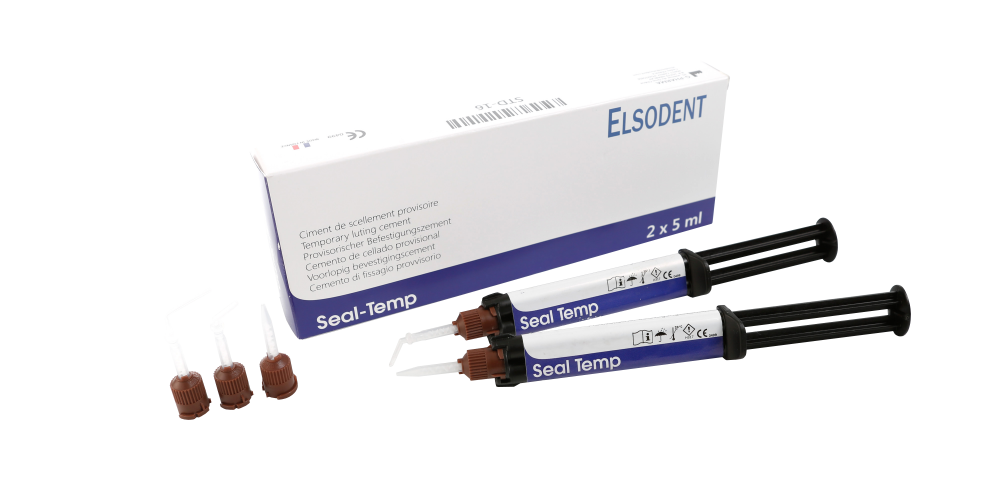 STD-16
ELSODENT
Ciment de scellement provisoire
Temporary luting cement
Provisorischer Befestigungszement
Cemento de cellado provisional
Voorlopig bevestigingscement
Cemento di fissagio provvisorio
2 x 5 ml
Seal-Temp
Seal Temp
Seal Temp